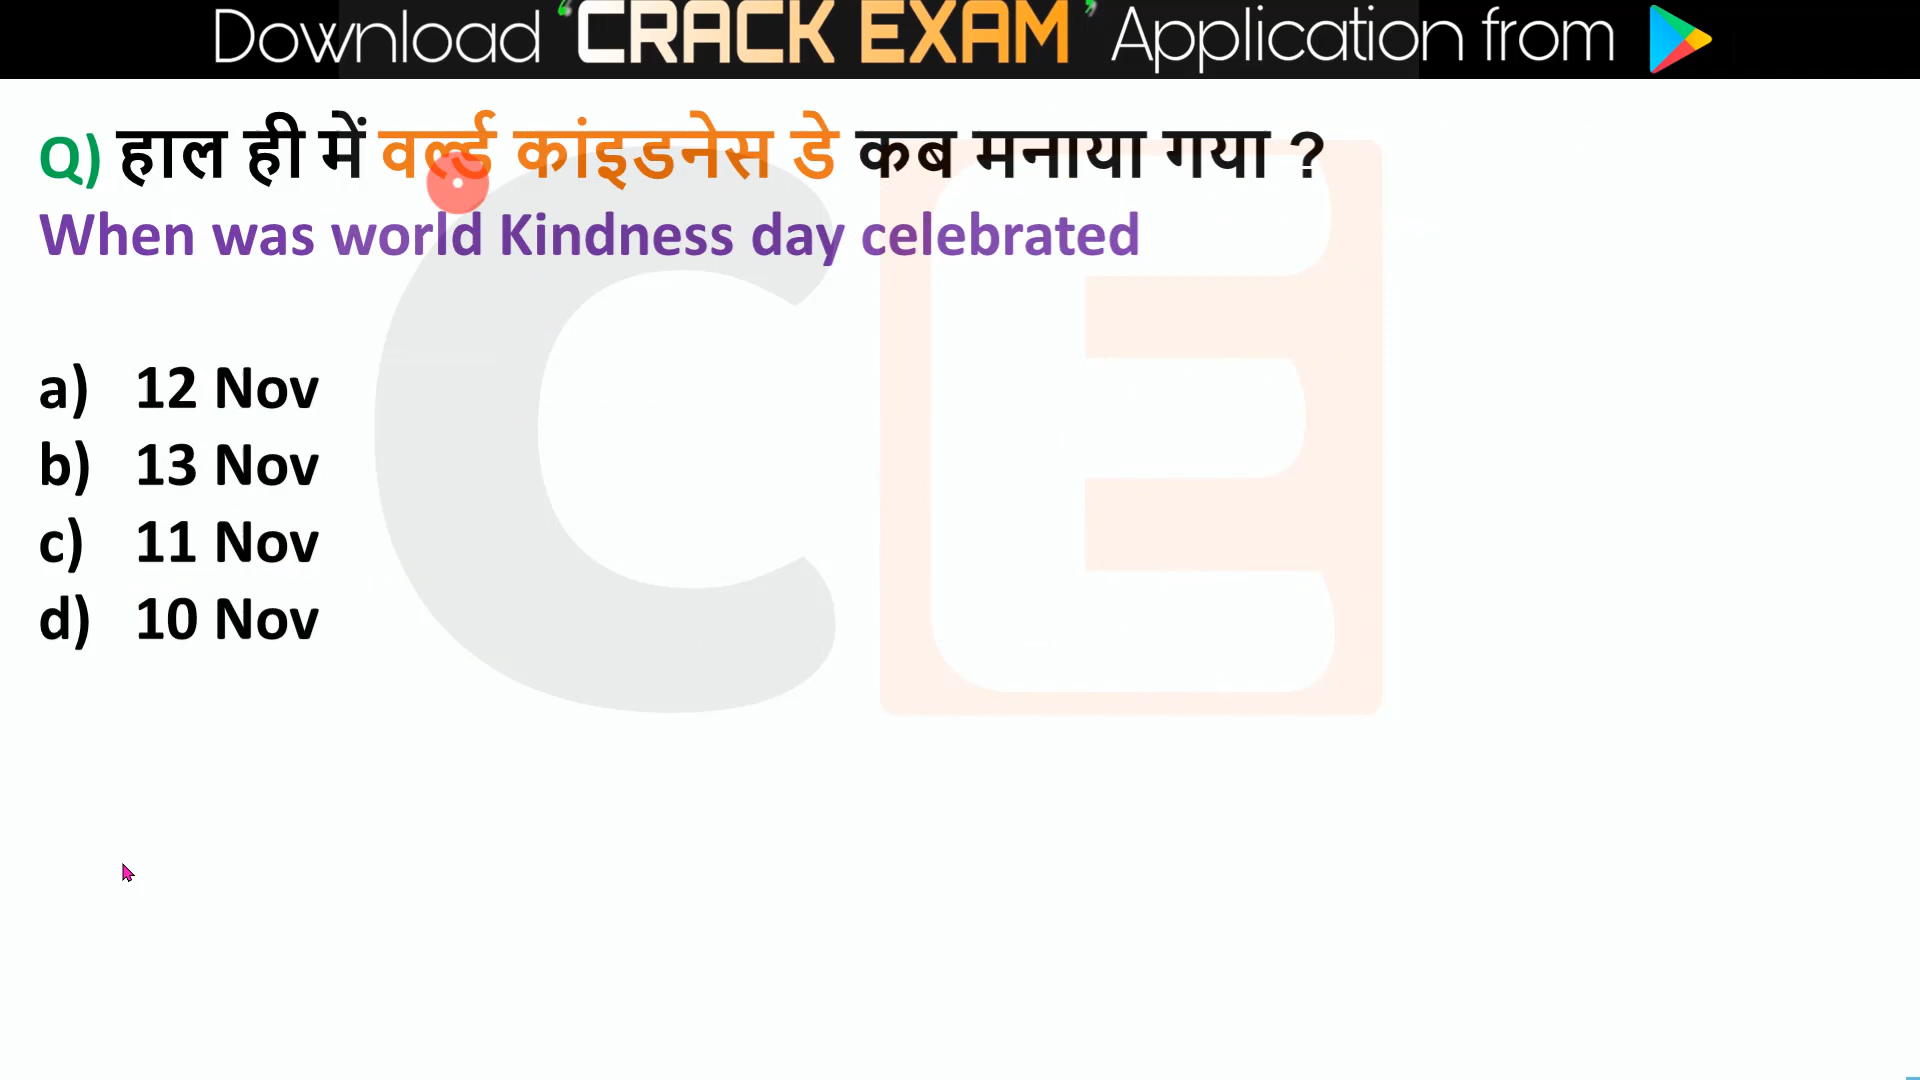 Download ‘CRACK EXAM’ Application from
Q) हाल ही में वर्ल्ड कांइडनेस डे कब मनाया गया ?
When was world Kindness day celebrated
a) 12 Nov
b) 13 Nov
c) 11 Nov
d) 10 Nov
CE